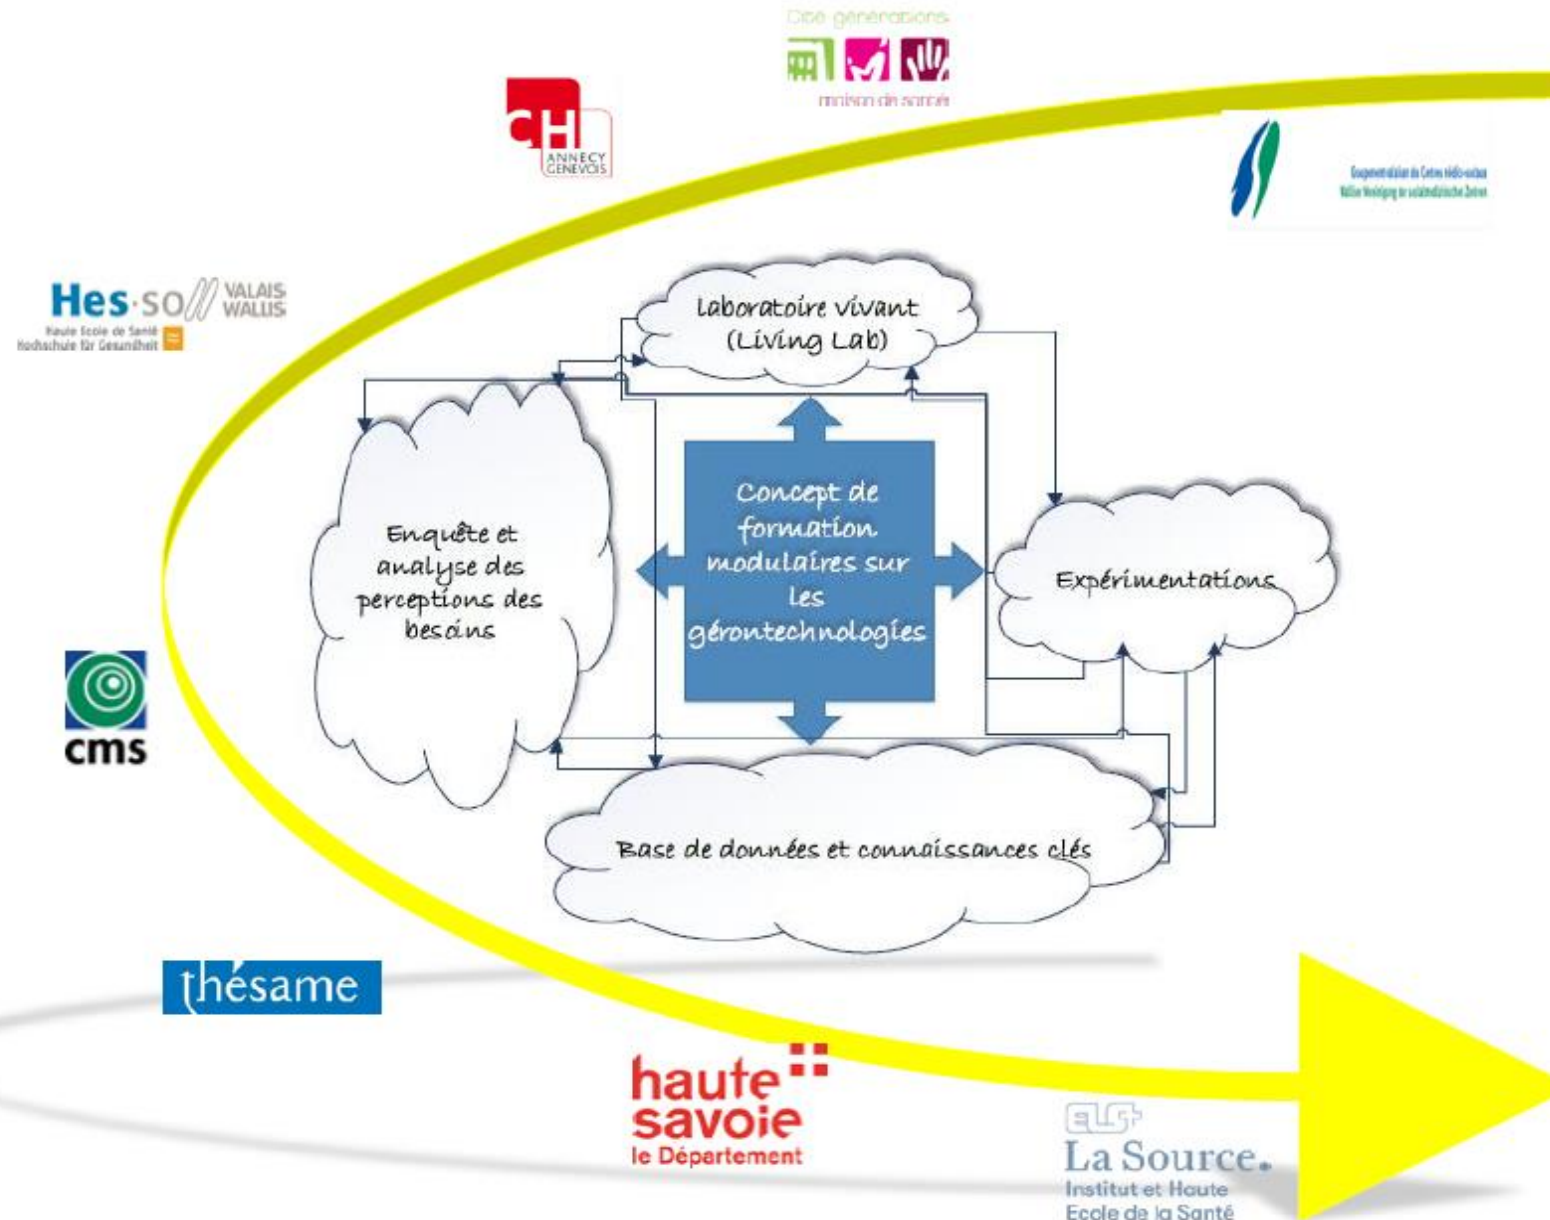 Cité générations
maison de santé
CH
ANNECY
GENEVOIS
Hes·so// VALAIS
WALLIS
Haute Ecole de Santé
Hochschule für Gesundheit
Laboratoire vivant
(Living Lab)
Enquête et
analyse des
perceptions des
besoins
Concept de
formation
modulaires sur
les
gérontechnologies
Expérimentations
Base de données et connaissances clés
cms
thésame
haute
savoie
le Département
ELS+
La Source.
Institut et Haute
Ecole de la Santé